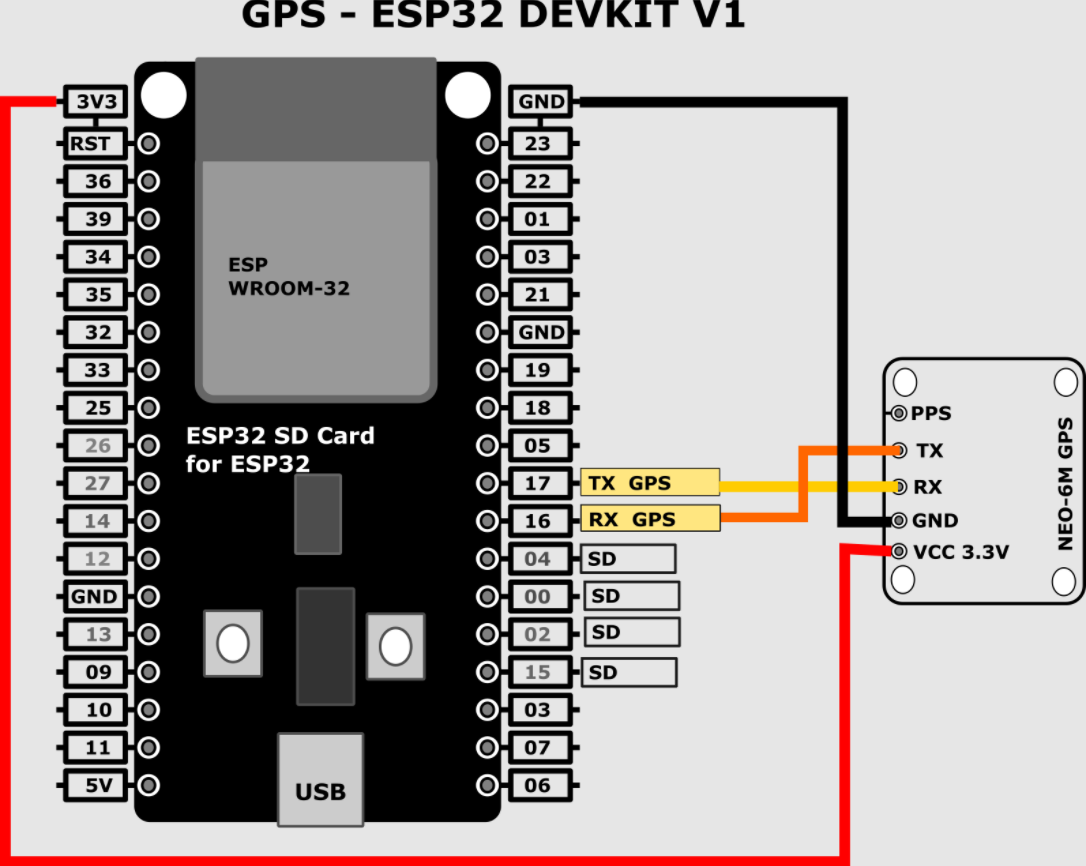 GPS - ESP32 DEVKIT V1
3V3
RST
36
39
34
35
32
33
25
26
27
14
12
GND
13
09
10
11
5V
ESP
WROOM-32
ESP32 SD Card
for ESP32
USB
GND
23
22
01
03
21
GND
19
18
05
17 TX GPS
16 RX GPS
04 SD
00 SD
02 SD
15 SD
03
07
06
PPS
TX
RX
GND
VCC 3.3V
NEO-6M GPS